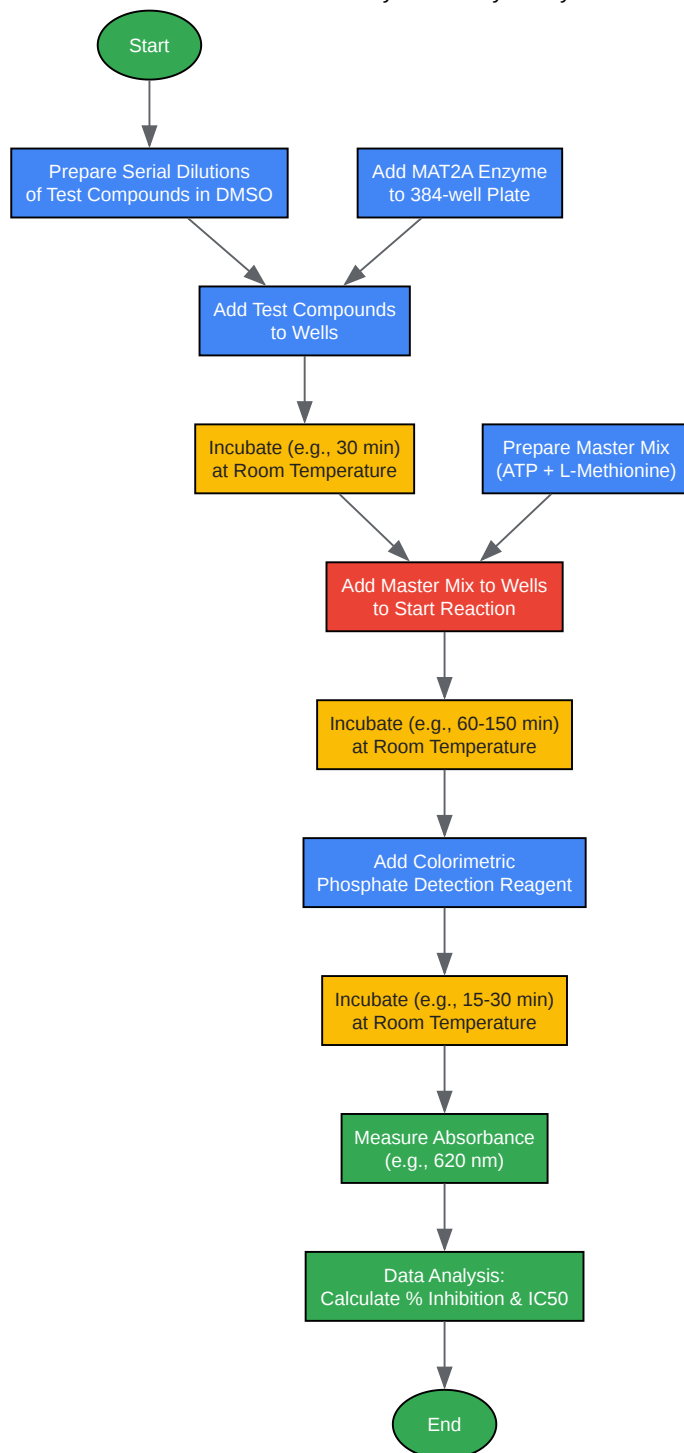 Start
Prepare Serial Dilutions
of Test Compounds in DMSO
Add MAT2A Enzyme
to 384-well Plate
Add Test Compounds
to Wells
Incubate (e.g., 30 min)
at Room Temperature
Prepare Master Mix
(ATP + L-Methionine)
Add Master Mix to Wells
to Start Reaction
Incubate (e.g., 60-150 min)
at Room Temperature
Add Colorimetric
Phosphate Detection Reagent
Incubate (e.g., 15-30 min)
at Room Temperature
Measure Absorbance
(e.g., 620 nm)
Data Analysis:
Calculate % Inhibition & IC50
End